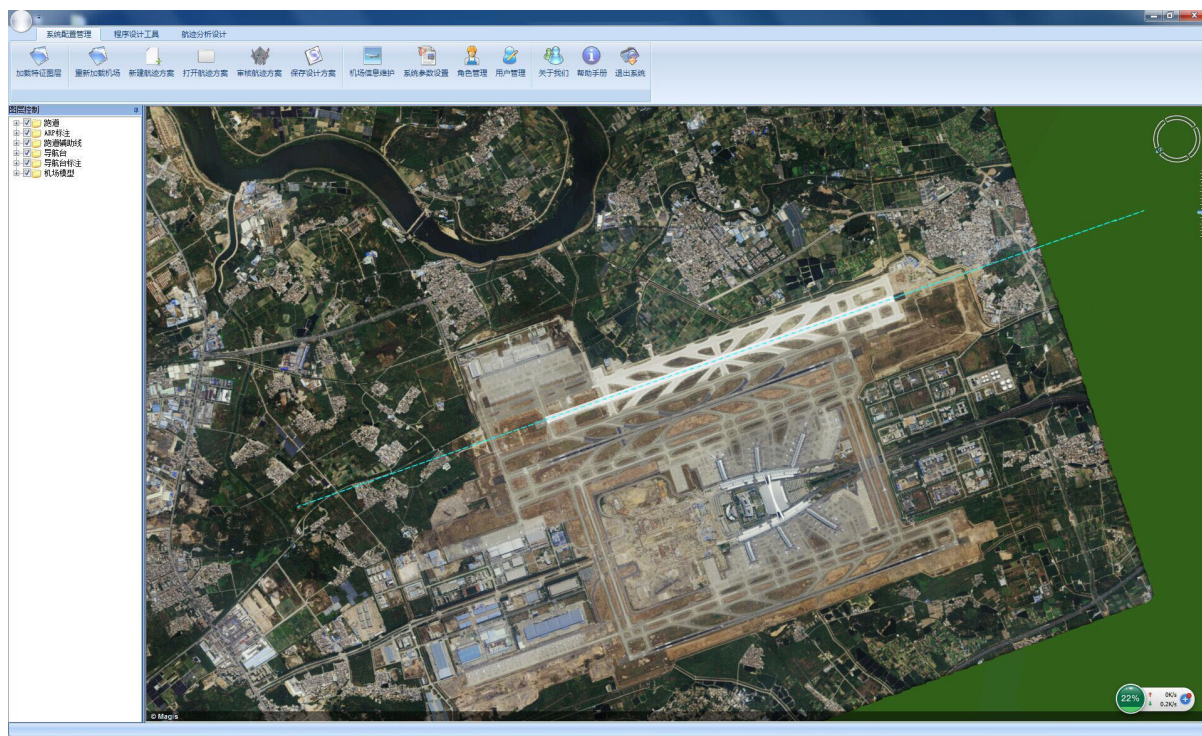 系统配置管理 程序设计工具 航迹分析设计
加载特征图层 重新加载机场 新建航迹方案 打开航迹方案 审核航迹方案 保存设计方案 机场信息维护 系统参数设置 角色管理 用户管理 关于我们 帮助手册 退出系统
图层控制
跑道
ARP标注
跑道辅助线
导航台
导航台标注
机场模型
22%
0K/s
0.2K/s
© Magis